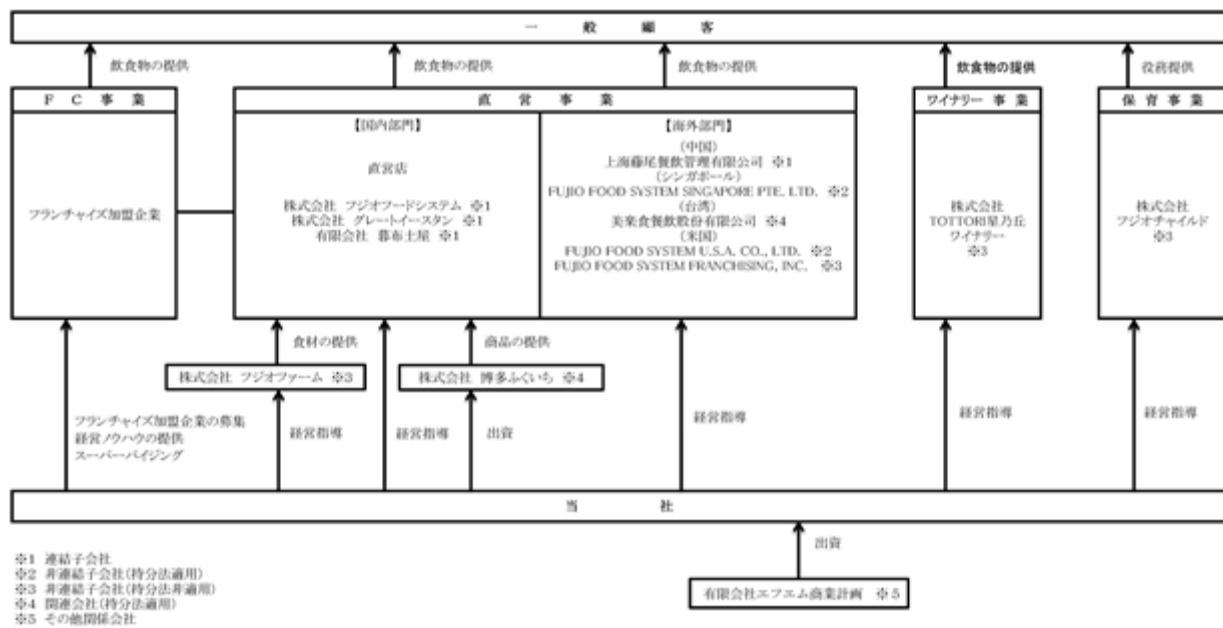 一般顧客
飲食物の提供
飲食物の提供
飲食物の提供
飲食物の提供
役務提供
FC事業
フランチャイズ加盟企業
直営事業
【国内部門】
直営店
株式会社 フジオフードシステム ※1
株式会社 グレートイースタン ※1
有限会社 暮布土屋 ※1
【海外部門】
(中国)
上海藤尾餐飲管理有限公司 ※1
(シンガポール)
FUJIO FOOD SYSTEM SINGAPORE PTE. LTD. ※2
(台湾)
美楽食餐飲股份有限公司 ※4
(米国)
FUJIO FOOD SYSTEM U.S.A. CO., LTD. ※2
FUJIO FOOD SYSTEM FRANCHISING, INC. ※3
ワイナリー事業
株式会社
TOTTORI星乃丘
ワイナリー
※3
保育事業
株式会社
フジオチャイルド
※3
食材の提供
商品の提供
株式会社 フジオファーム ※3
株式会社 博多ふくいち ※4
フランチャイズ加盟企業の募集
経営ノウハウの提供
スーパーバイジング
経営指導
経営指導
出資
経営指導
経営指導
経営指導
当社
出資
有限会社エフエム商業計画 ※5
※1 連結子会社
※2 非連結子会社(持分法適用)
※3 非連結子会社(持分法非適用)
※4 関連会社(持分法適用)
※5 その他関係会社